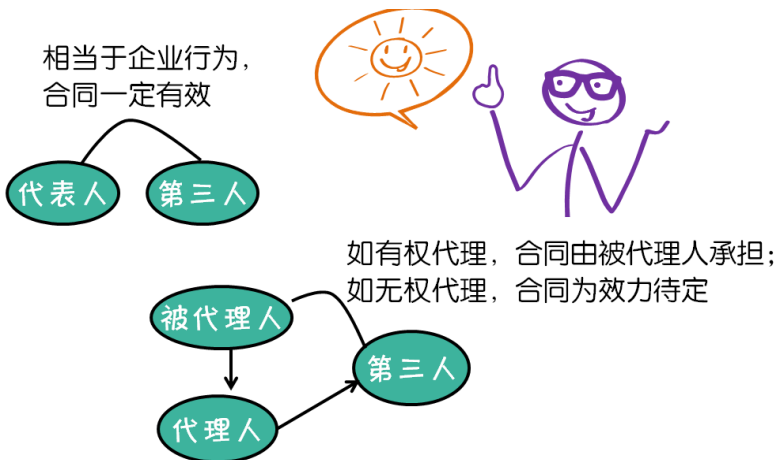 相当于企业行为，
合同一定有效
代表人
第三人
如有权代理，合同由被代理人承担；
如无权代理，合同为效力待定
被代理人
第三人
代理人